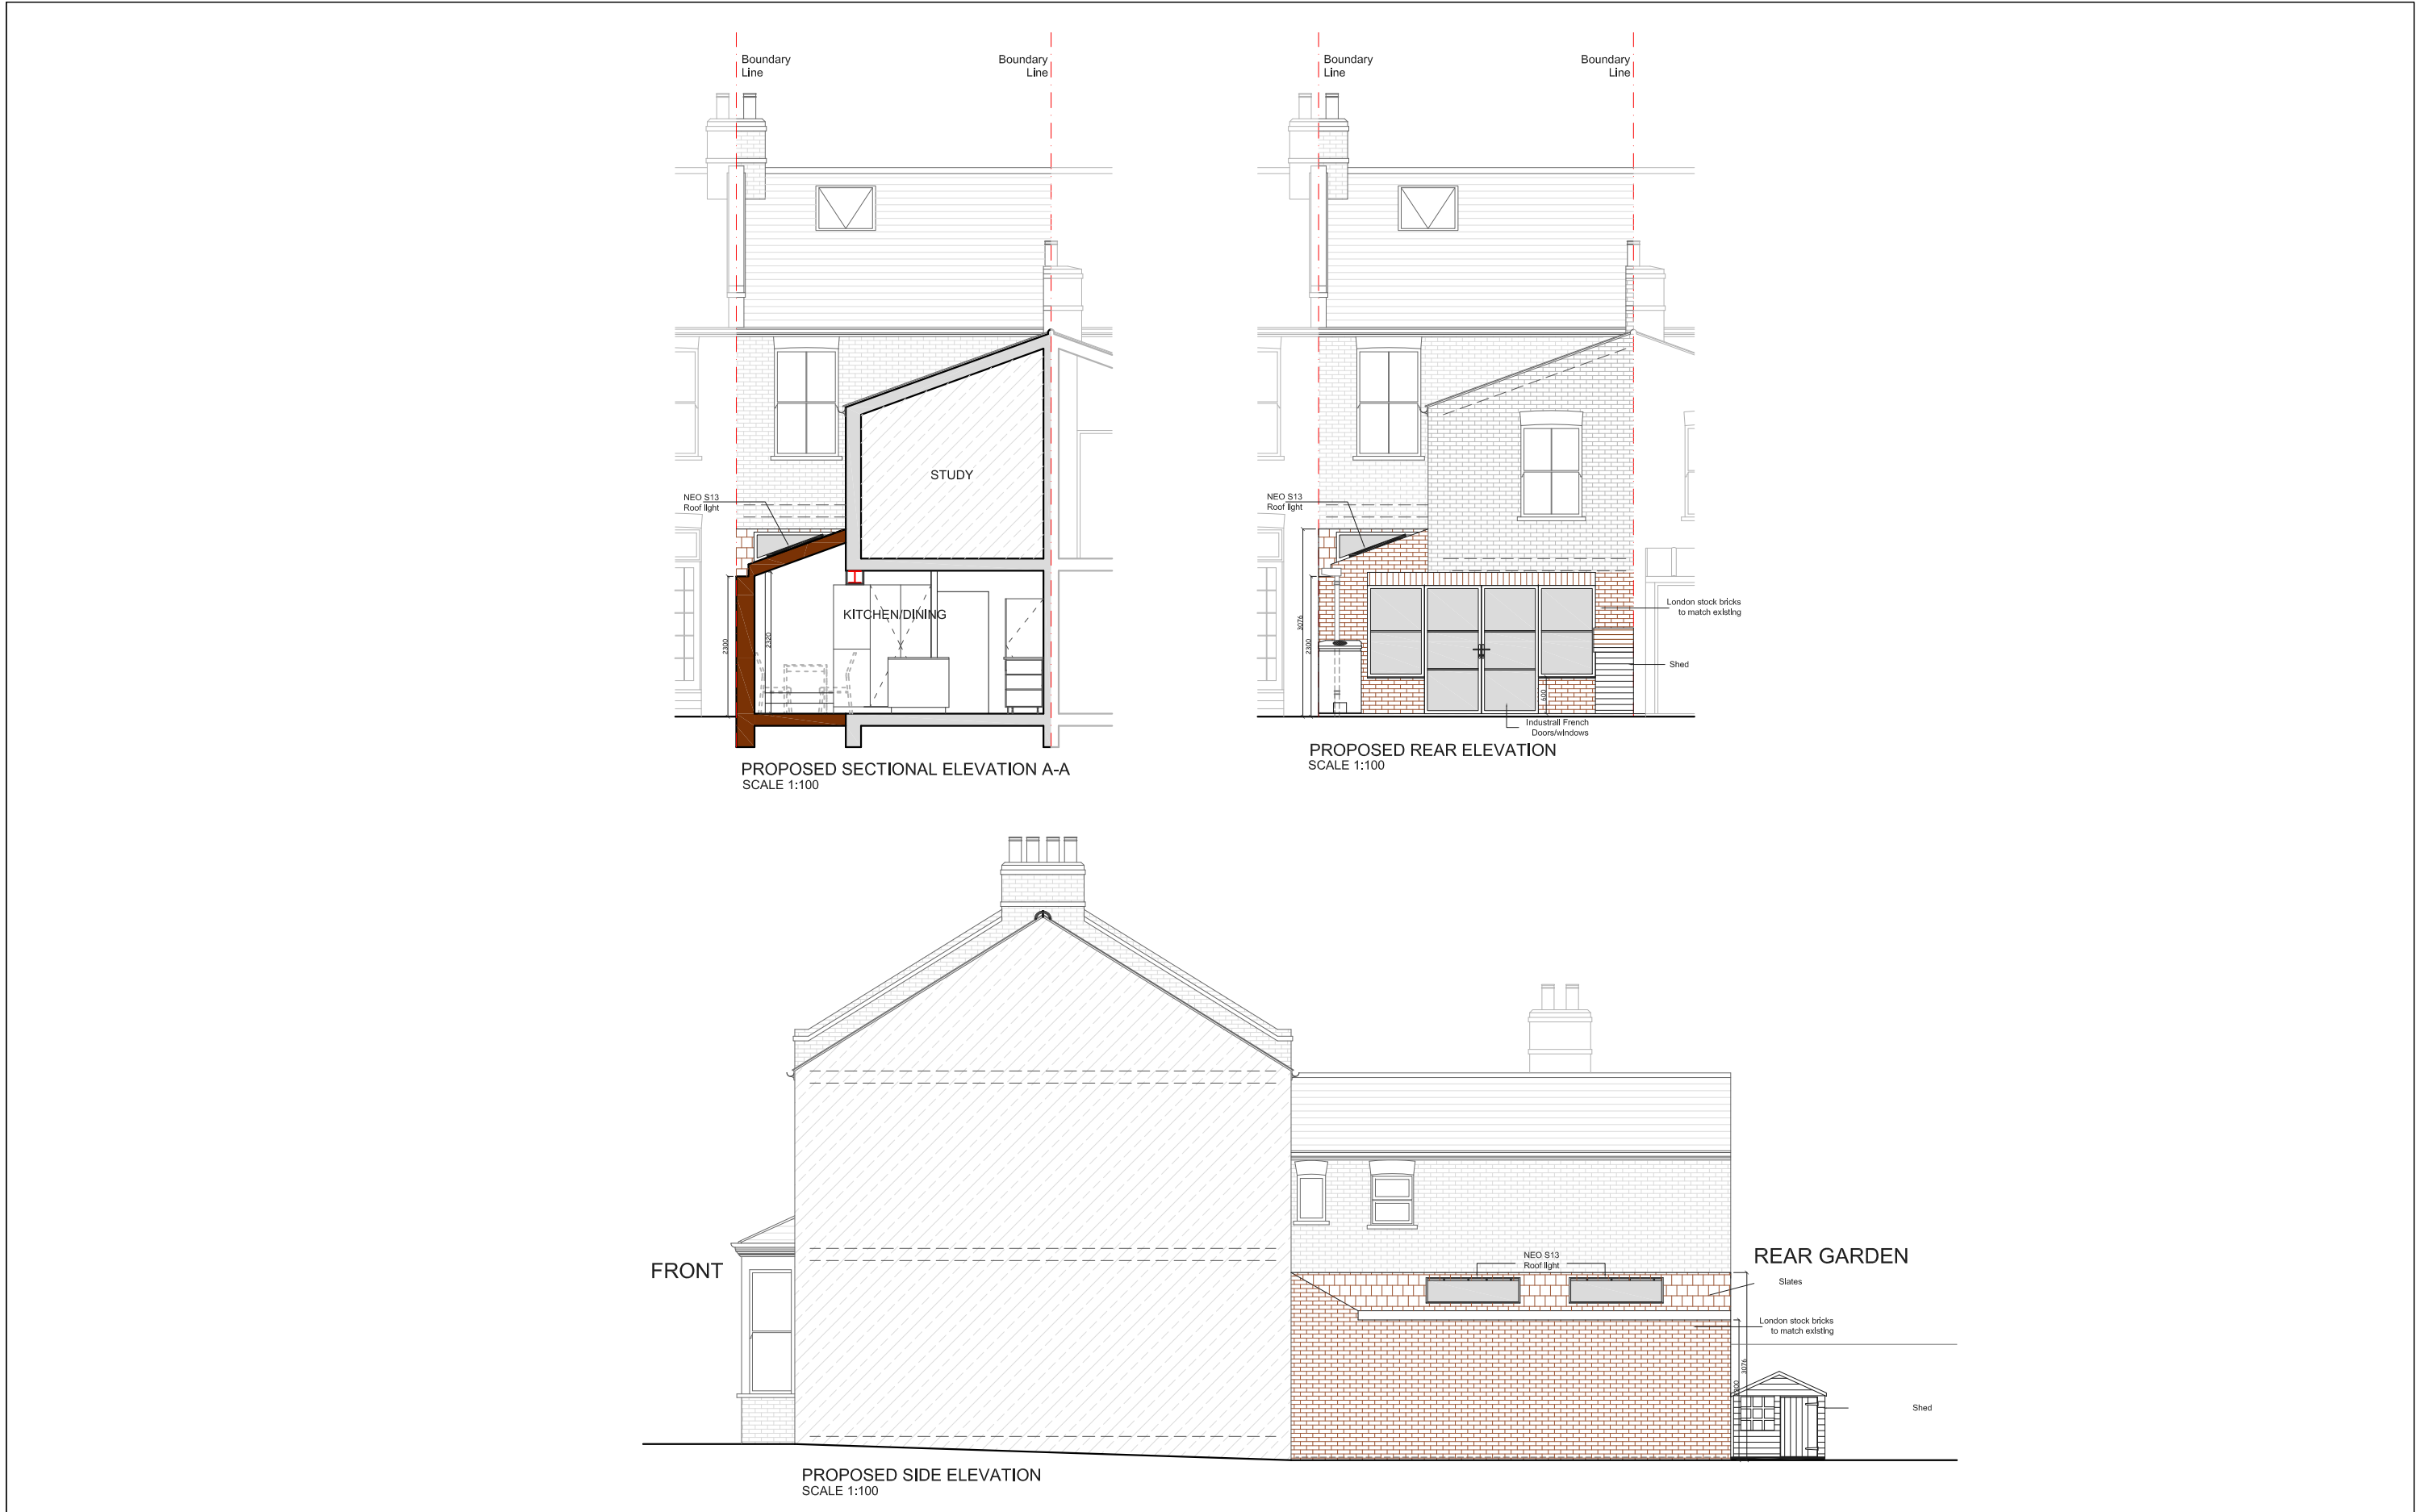 Boundary
Line
Boundary
Line
NEO S13
Roof light
STUDY
KITCHEN/DINING
2300
2320
PROPOSED SECTIONAL ELEVATION A-A
SCALE 1:100
Boundary
Line
Boundary
Line
NEO S13
Roof light
3076
2300
600
London stock bricks
to match existing
Shed
Industrail French
Doors/windows
PROPOSED REAR ELEVATION
SCALE 1:100
FRONT
NEO S13
Roof light
REAR GARDEN
Slates
London stock bricks
to match existing
3076
Shed
PROPOSED SIDE ELEVATION
SCALE 1:100